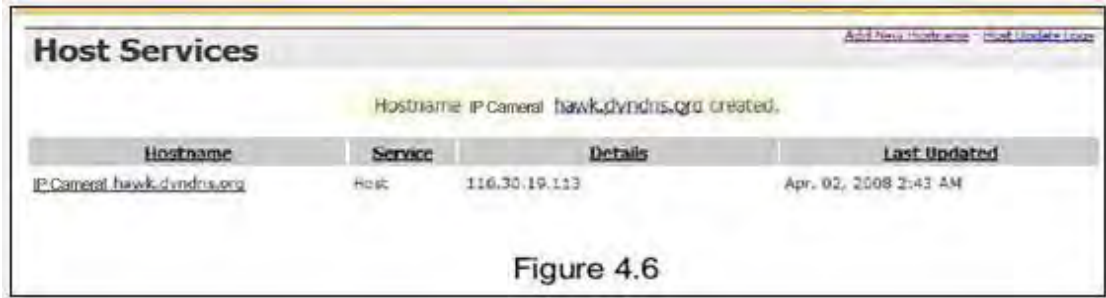 Host Services
Add New Hostname - Host Update Logs
Hostname IP Camera1 hawk.dyndns.org created.
Hostname Service Details Last Updated
IP Camera1 hawk.dyndns.org Host 116.30.19.113 Apr. 02, 2008 2:43 AM
Figure 4.6